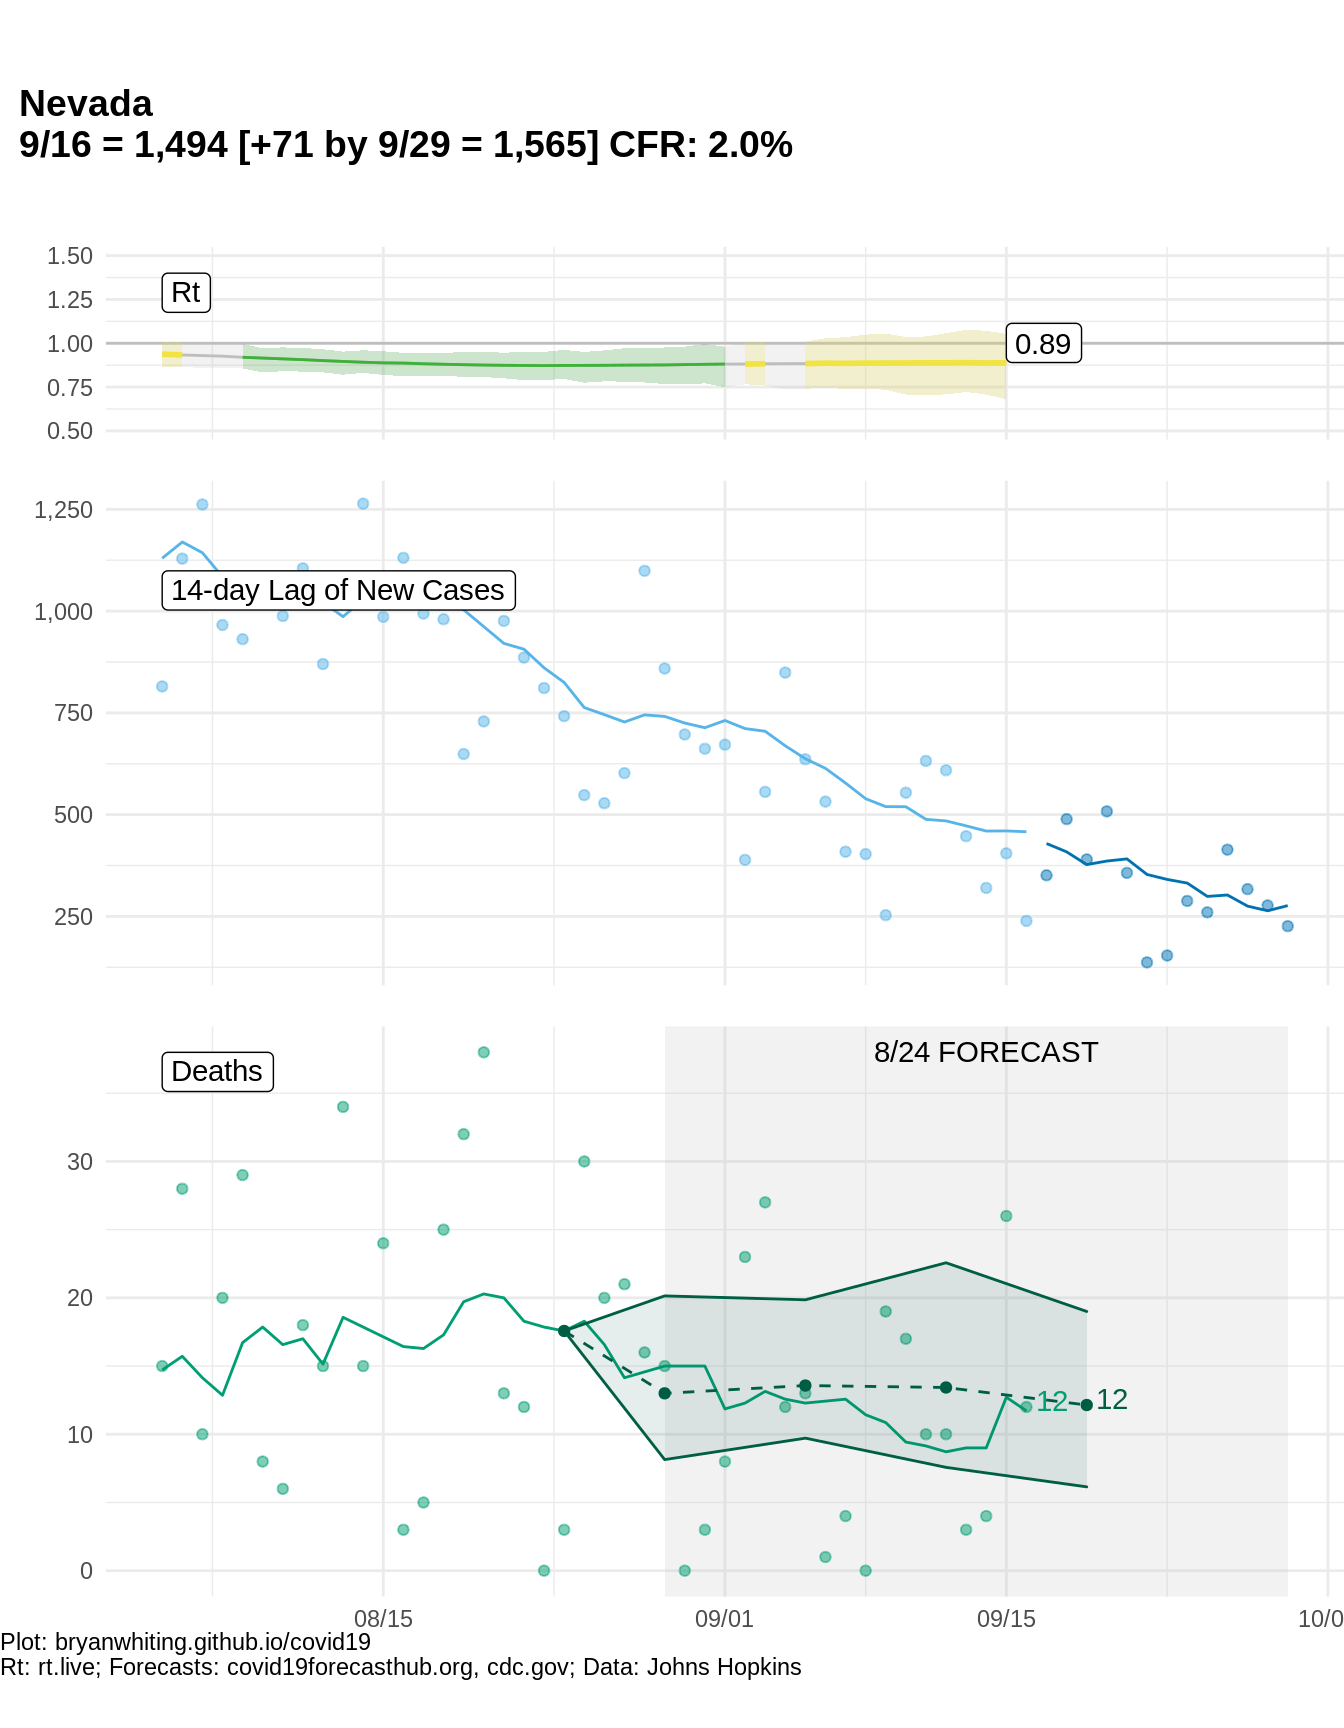 Nevada
9/16 = 1,494 [+71 by 9/29 = 1,565] CFR: 2.0%
1.50
Rt
1.25
1.00
0.89
0.75
0.50
1,250
14-day Lag of New Cases
1,000
750
500
250
8/24 FORECAST
Deaths
30
20
12
12
10
0
08/15
09/01
09/15
10/0
Plot: bryanwhiting.github.io/covid19
Rt: rt.live; Forecasts: covid19forecasthub.org, cdc.gov; Data: Johns Hopkins